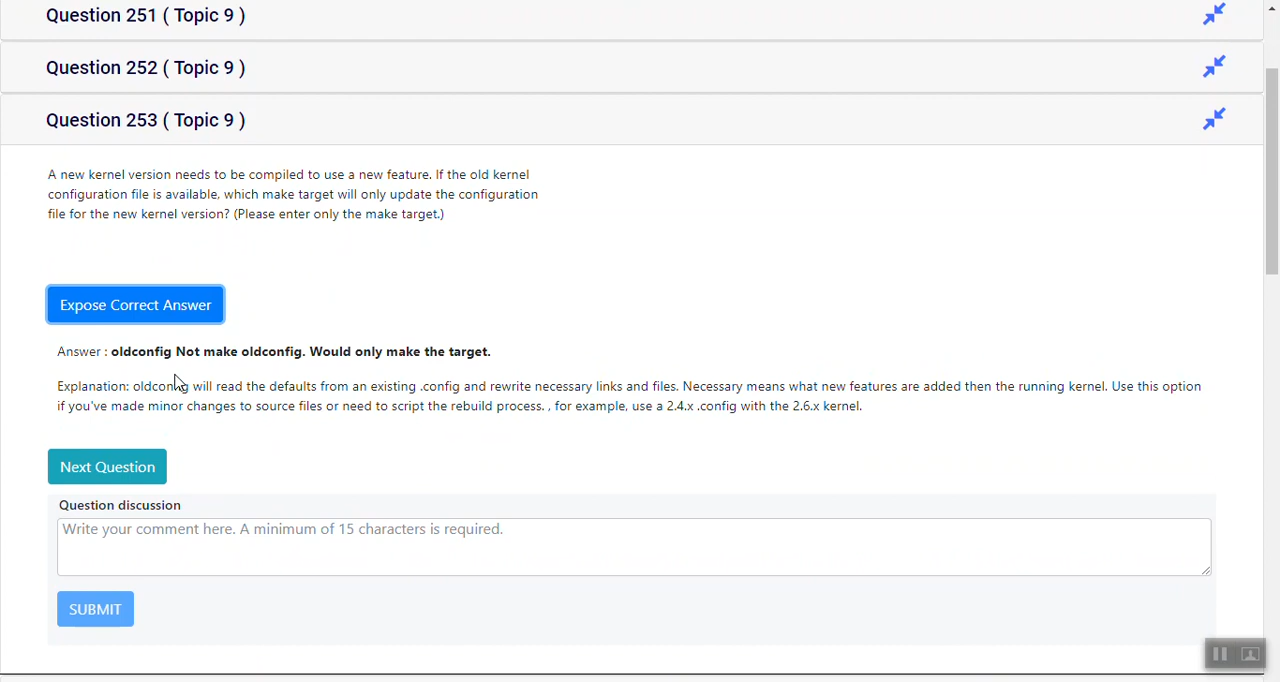 Question 251 ( Topic 9 )
Question 252 ( Topic 9 )
Question 253 ( Topic 9 )
A new kernel version needs to be compiled to use a new feature. If the old kernel
configuration file is available, which make target will only update the configuration
file for the new kernel version? (Please enter only the make target.)
Expose Correct Answer
Answer : oldconfig Not make oldconfig. Would only make the target.
Explanation: oldconfig will read the defaults from an existing .config and rewrite necessary links and files. Necessary means what new features are added then the running kernel. Use this option
if you've made minor changes to source files or need to script the rebuild process. , for example, use a 2.4.x .config with the 2.6.x kernel.
Next Question
Question discussion
Write your comment here. A minimum of 15 characters is required.
SUBMIT